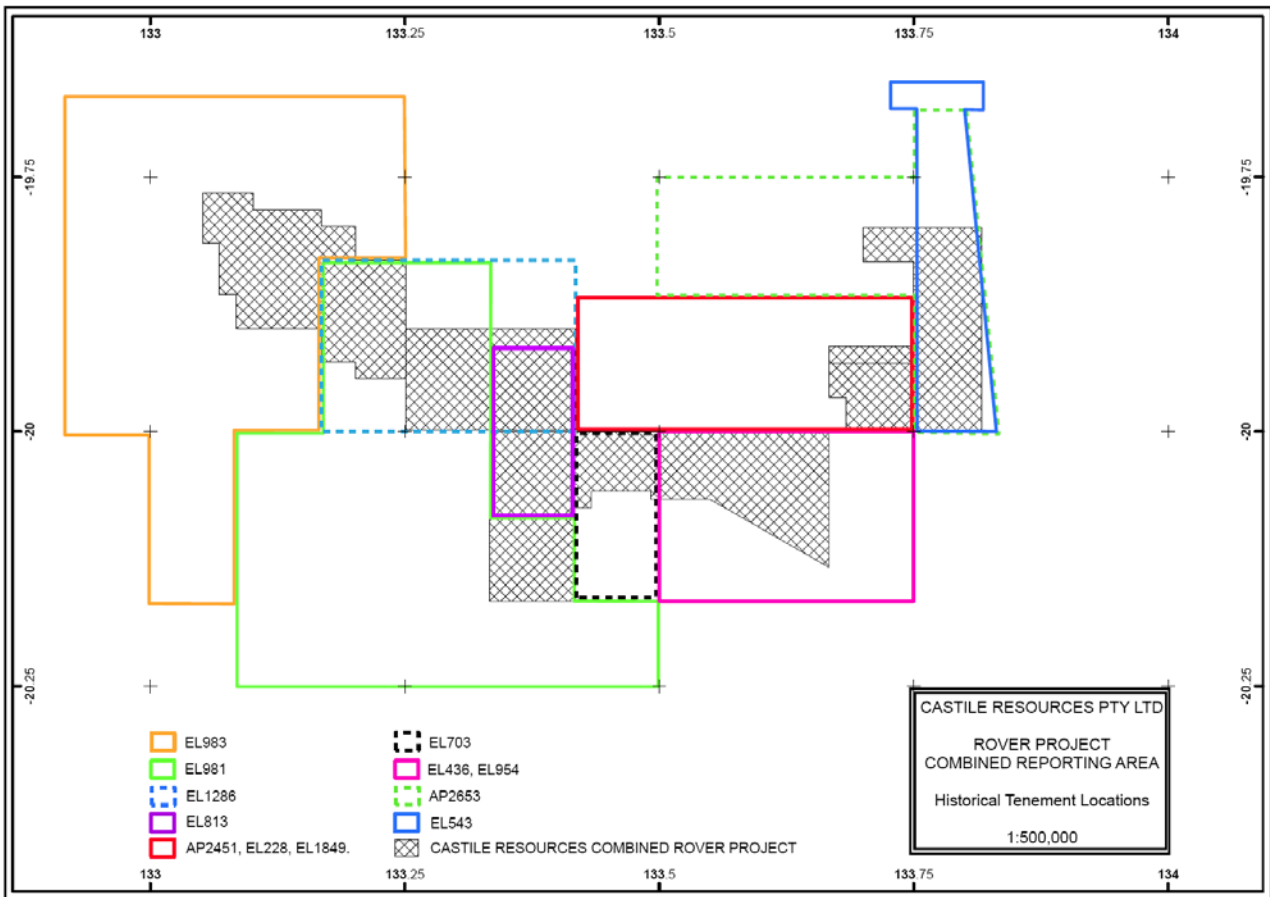 133 133.25 133.5 133.75 134
-19.75 -19.75
-20 -20
-20.25 -20.25
EL983
EL981
EL1286
EL813
AP2451, EL228, EL1849.
EL703
EL436, EL954
AP2653
EL543
CASTILE RESOURCES COMBINED ROVER PROJECT
CASTILE RESOURCES PTY LTD
ROVER PROJECT
COMBINED REPORTING AREA
Historical Tenement Locations
1:500,000
133 133.25 133.5 133.75 134